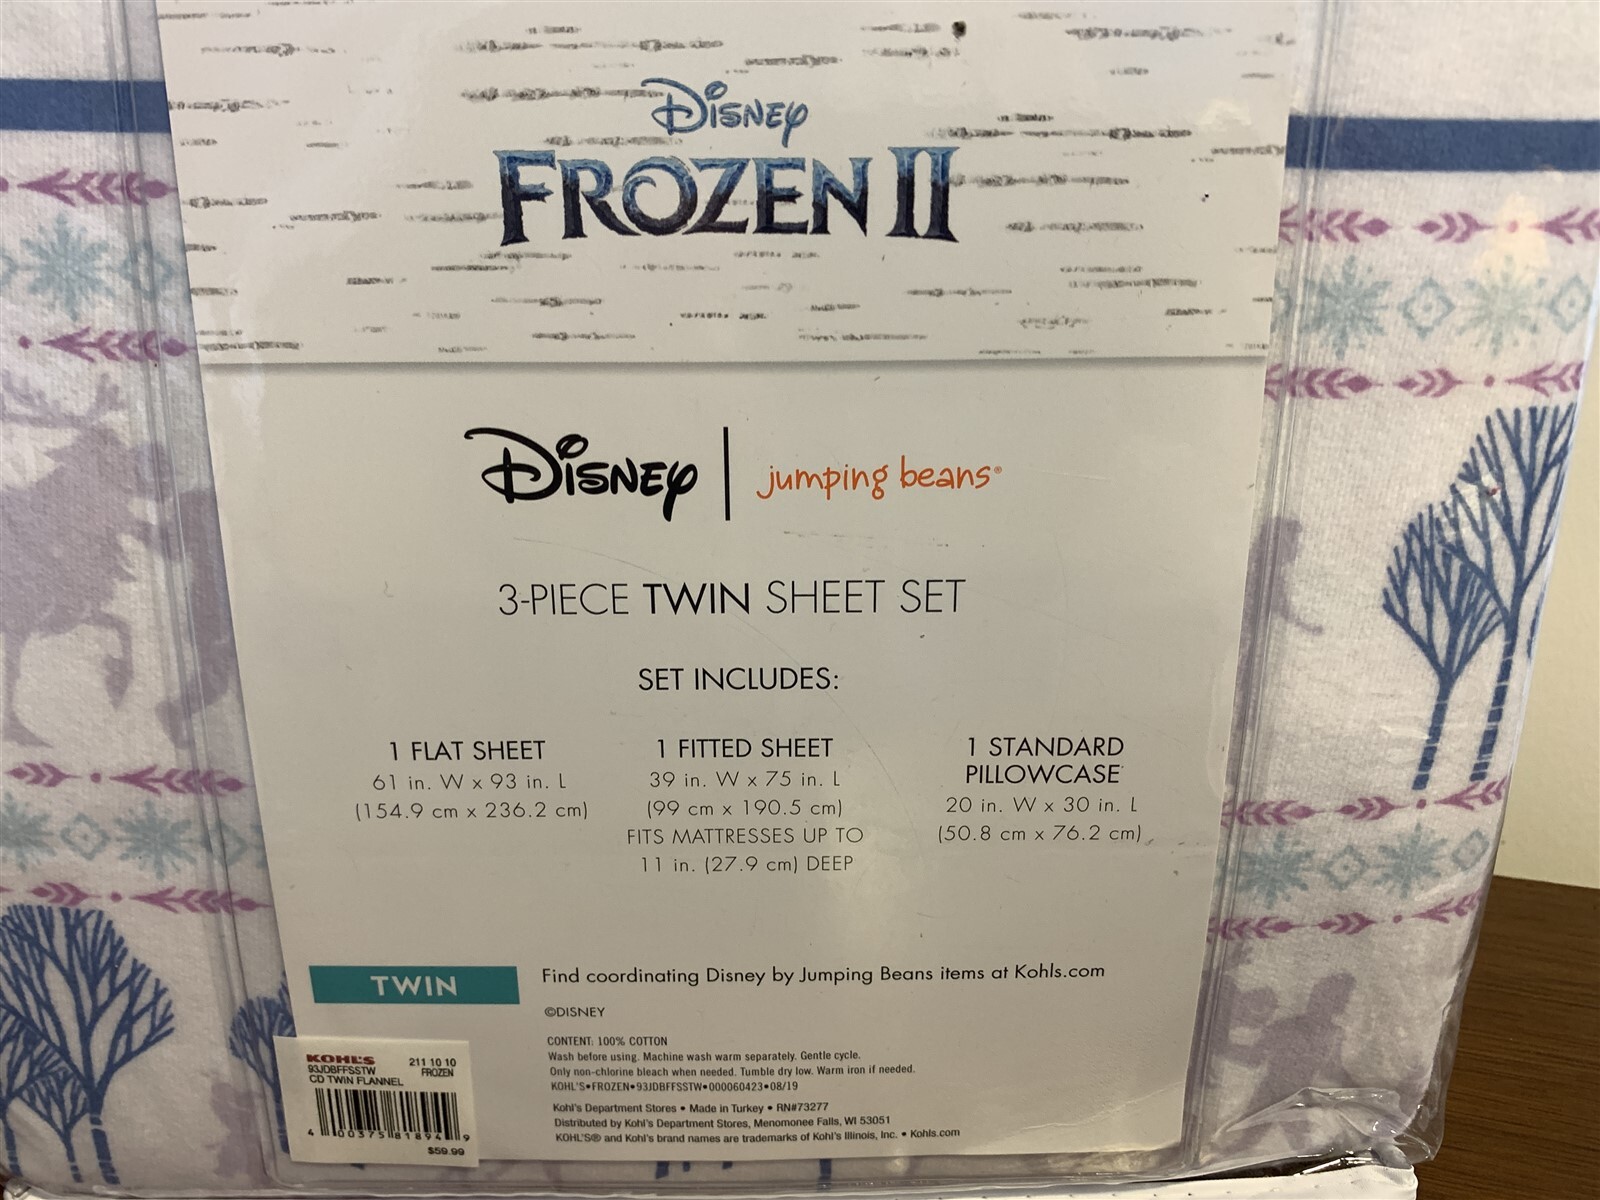 Disney
FROZEN II
Disney | jumping beans®
3-PIECE TWIN SHEET SET
SET INCLUDES:
1 FLAT SHEET
61 in. W x 93 in. L
(154.9 cm x 236.2 cm)
1 FITTED SHEET
39 in. W x 75 in. L
(99 cm x 190.5 cm)
FITS MATTRESSES UP TO
11 in. (27.9 cm) DEEP
1 STANDARD
PILLOWCASE
20 in. W x 30 in. L
(50.8 cm x 76.2 cm)
TWIN
Find coordinating Disney by Jumping Beans items at Kohls.com
©DISNEY
CONTENT: 100% COTTON
Wash before using. Machine wash warm separately. Gentle cycle.
Only non-chlorine bleach when needed. Tumble dry low. Warm iron if needed.
KOHL'S•FROZEN•93JDBFFSSTW•000060423•08/19
Kohl's Department Stores • Made in Turkey • RN#73277
Distributed by Kohl's Department Stores, Menomonee Falls, WI 53051
KOHL'S® and Kohl's brand names are trademarks of Kohl's Illinois, Inc. • Kohls.com
KOHL'S 211 10 10
93JDBFFSSTW FROZEN
CD TWIN FLANNEL
4 00375 81894 9
$59.99